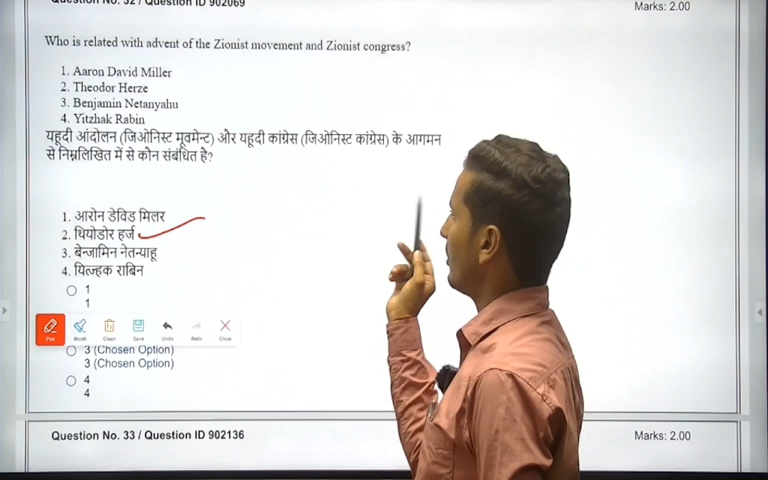 Question No. 32 / Question ID 902069
Marks: 2.00
Who is related with advent of the Zionist movement and Zionist congress?
1. Aaron David Miller
2. Theodor Herze
3. Benjamin Netanyahu
4. Yitzhak Rabin
यहूदी आंदोलन (जिओनिस्ट मूवमेन्ट) और यहूदी कांग्रेस (जिओनिस्ट कांग्रेस) के आगमन
से निम्नलिखित में से कौन संबंधित है?
1. आरोन डेविड मिलर
2. थियोडोर हर्ज
3. बेन्जामिन नेतन्याहू
4. यित्ज्हक राबिन
1
1
Pen Brush Clean Save Undo Redo Close
3 (Chosen Option)
3 (Chosen Option)
4
4
Question No. 33 / Question ID 902136
Marks: 2.00